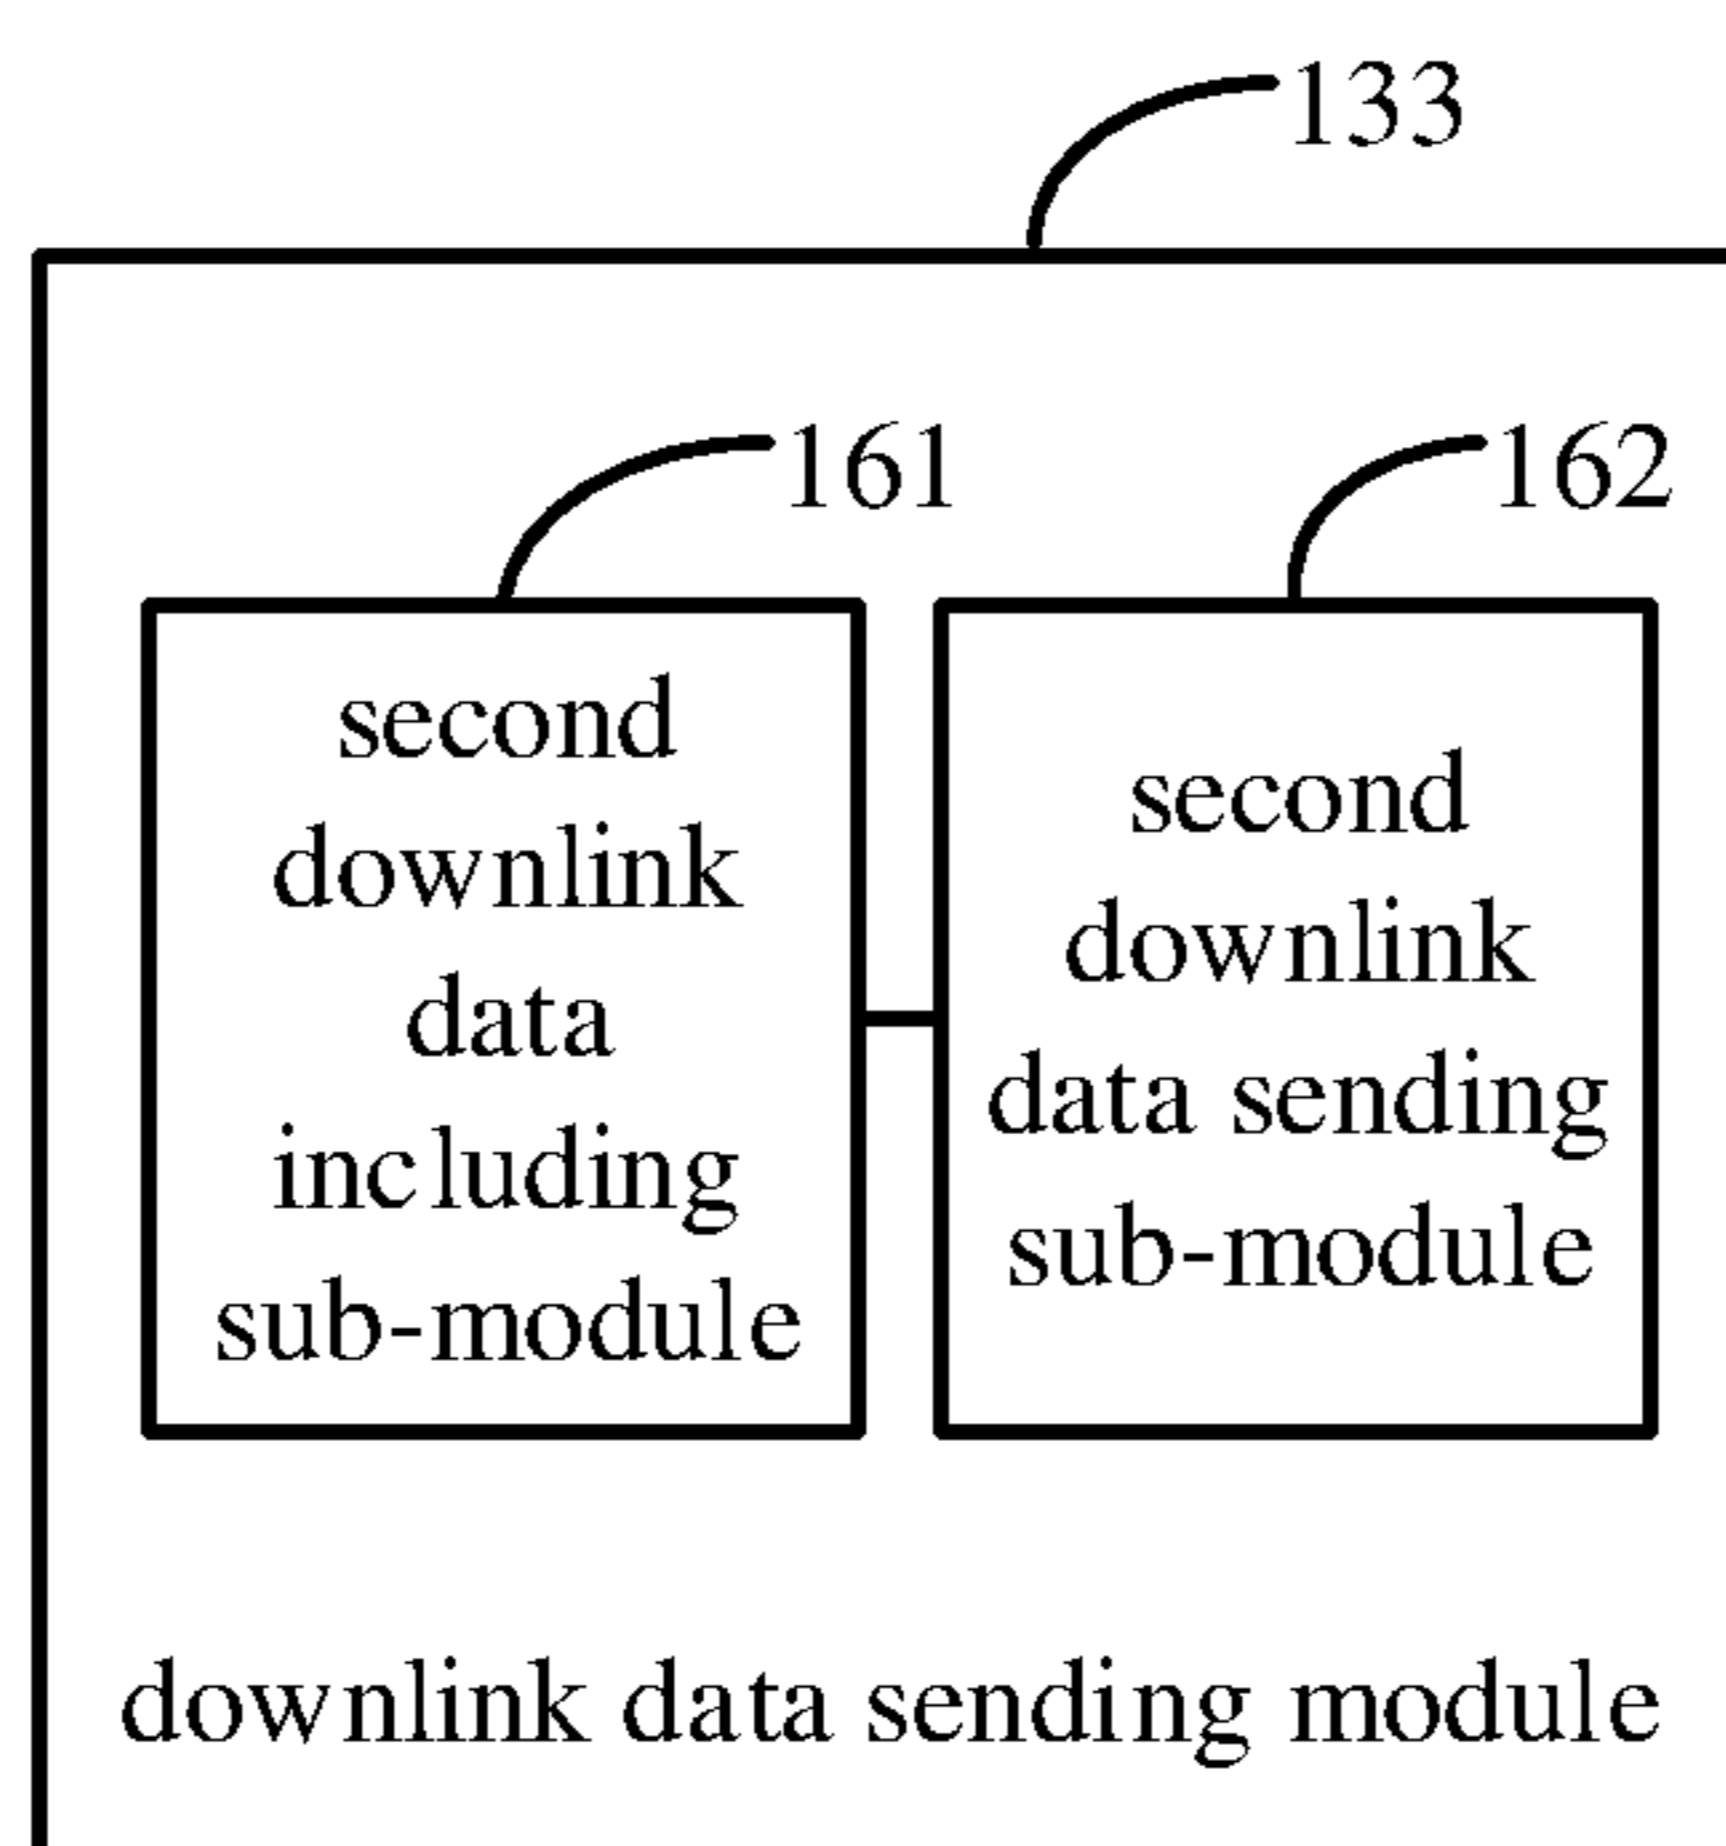 133
161
162
second
downlink
data
including
sub-module
second
downlink
data sending
sub-module
downlink data sending module